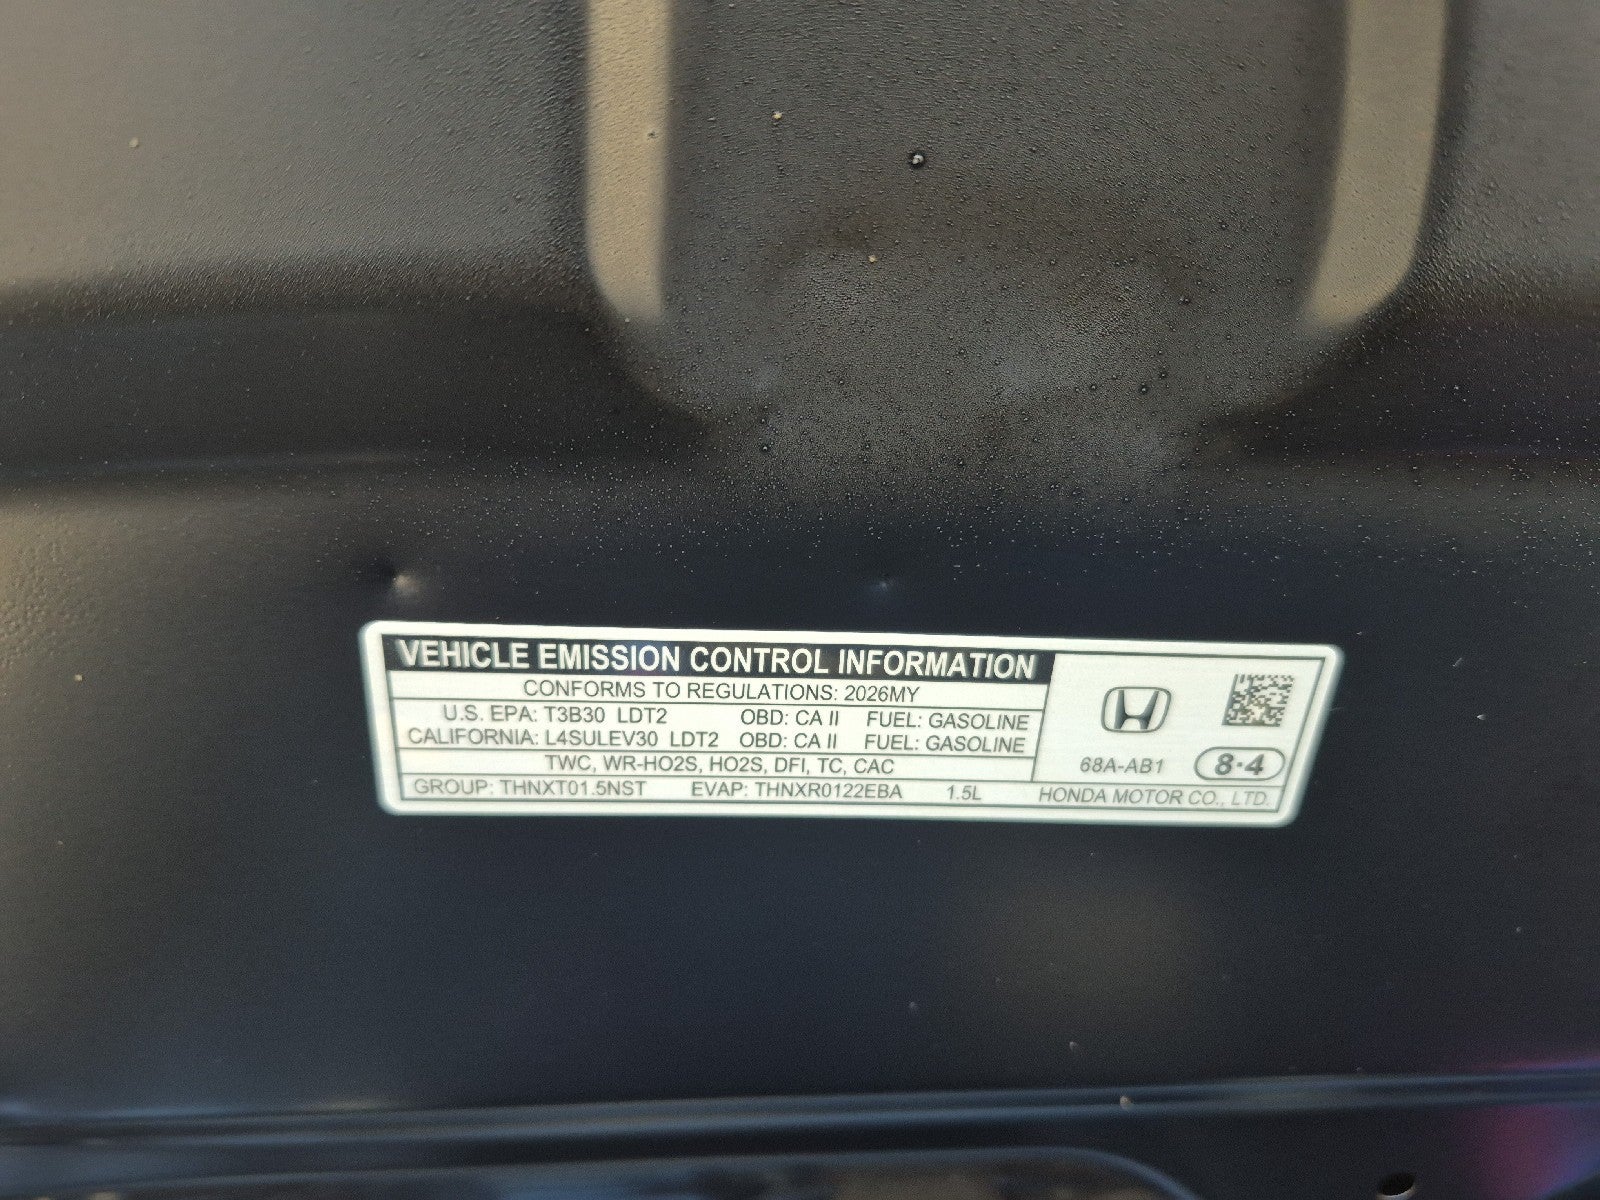 VEHICLE EMISSION CONTROL INFORMATION
CONFORMS TO REGULATIONS: 2026MY
U.S. EPA: T3B30 LDT2 OBD: CA II FUEL: GASOLINE
CALIFORNIA: L4SULEV30 LDT2 OBD: CA II FUEL: GASOLINE
TWC, WR-HO2S, HO2S, DFI, TC, CAC
GROUP: THNXT01.5NST EVAP: THNXR0122EBA 1.5L
68A-AB1 8·4
HONDA MOTOR CO., LTD.